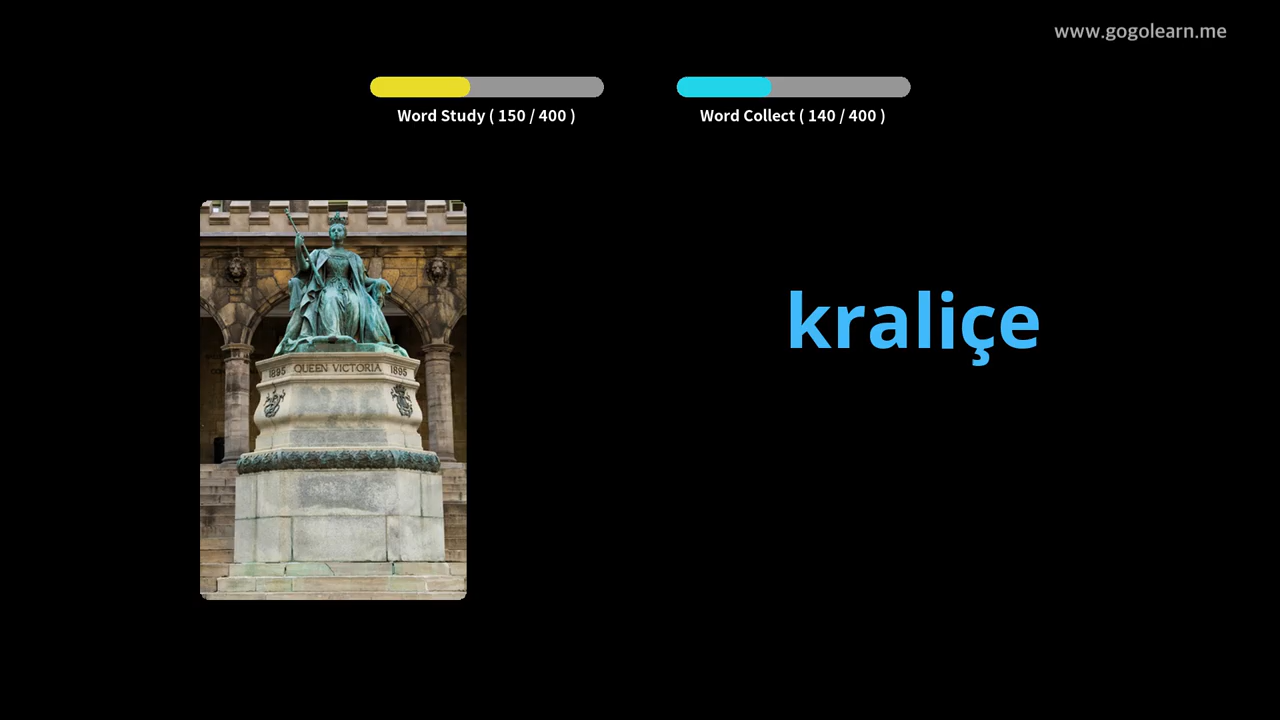 www.gogolearn.me
Word Study ( 150 / 400 )
Word Collect ( 140 / 400 )
kraliçe
1895 QUEEN VICTORIA 1895